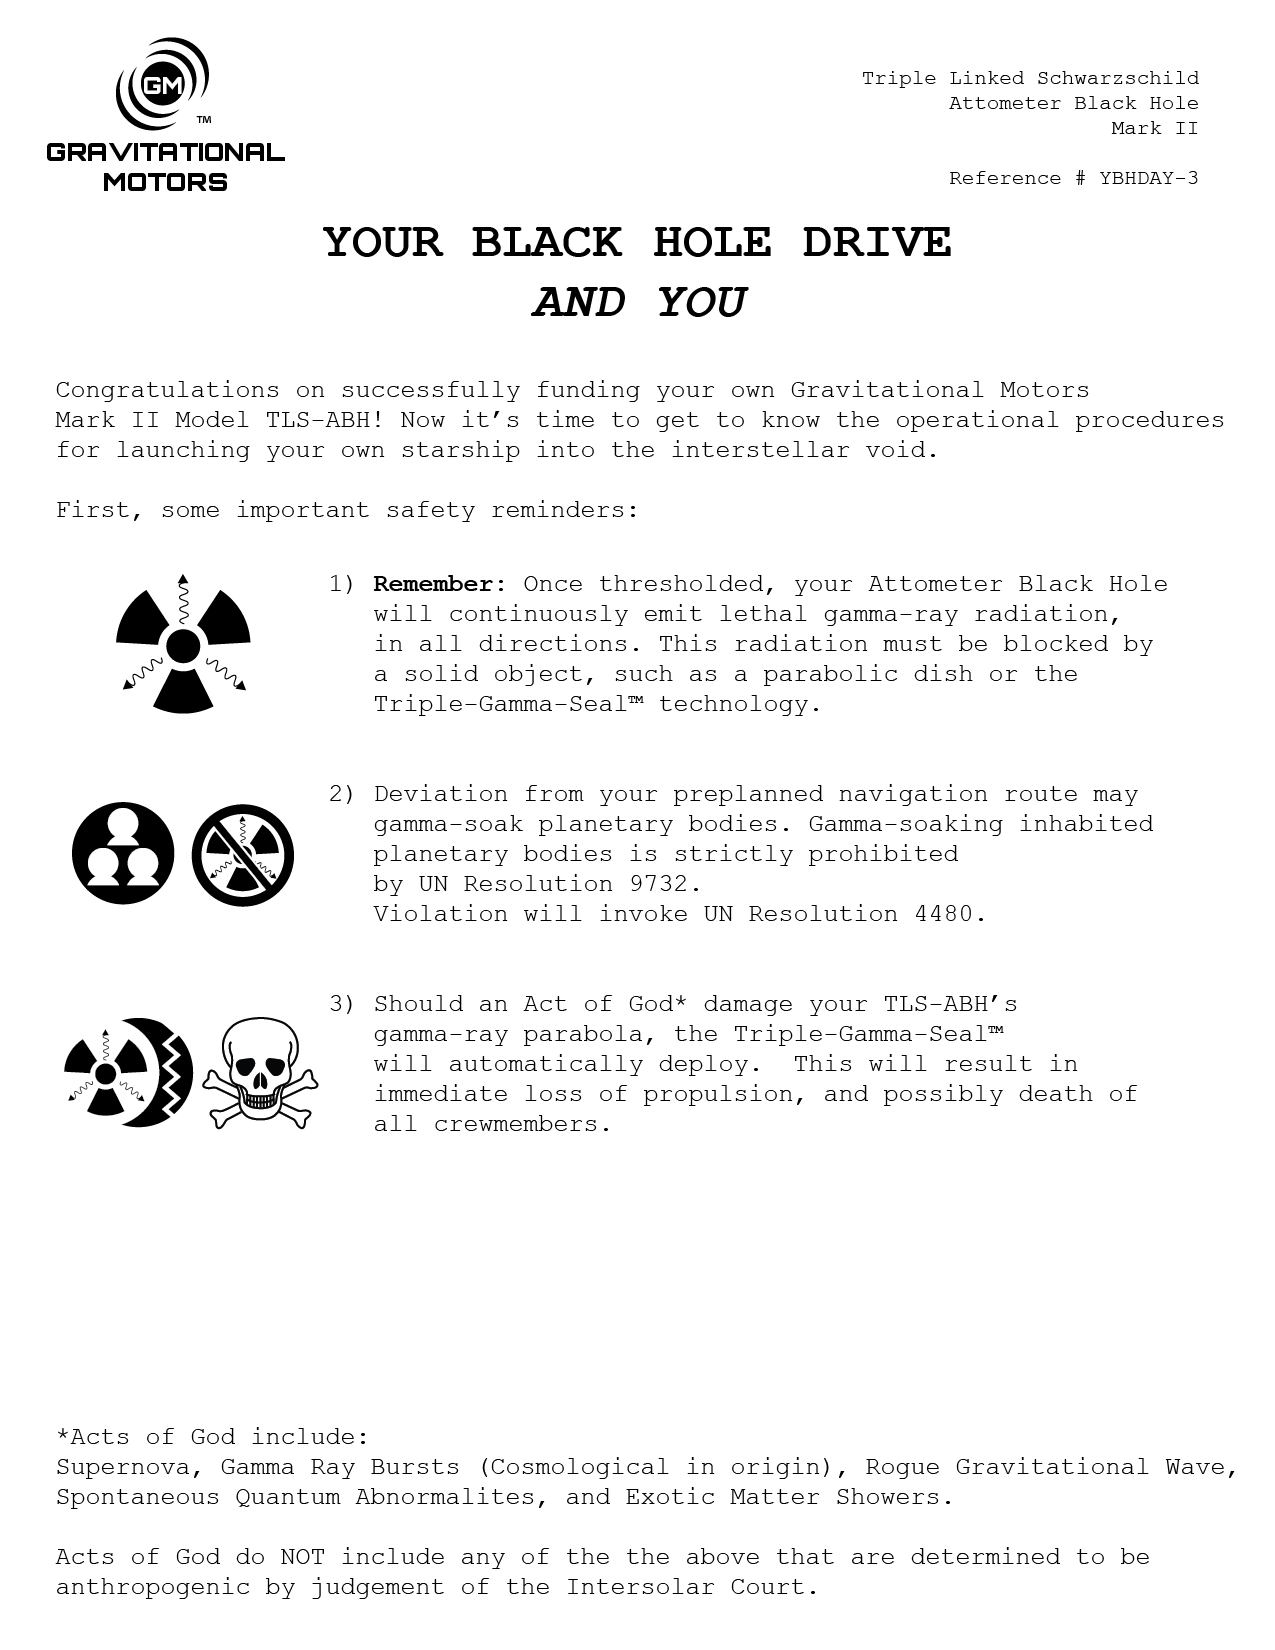 GM
™
GRAVITATIONAL
MOTORS
Triple Linked Schwarzschild
Attometer Black Hole
Mark II
Reference # YBHDAY-3
YOUR BLACK HOLE DRIVE
AND YOU
Congratulations on successfully funding your own Gravitational Motors
Mark II Model TLS-ABH! Now it’s time to get to know the operational procedures
for launching your own starship into the interstellar void.
First, some important safety reminders:
1) Remember: Once thresholded, your Attometer Black Hole
will continuously emit lethal gamma-ray radiation,
in all directions. This radiation must be blocked by
a solid object, such as a parabolic dish or the
Triple-Gamma-Seal™ technology.
2) Deviation from your preplanned navigation route may
gamma-soak planetary bodies. Gamma-soaking inhabited
planetary bodies is strictly prohibited
by UN Resolution 9732.
Violation will invoke UN Resolution 4480.
3) Should an Act of God* damage your TLS-ABH’s
gamma-ray parabola, the Triple-Gamma-Seal™
will automatically deploy.  This will result in
immediate loss of propulsion, and possibly death of
all crewmembers.
*Acts of God include:
Supernova, Gamma Ray Bursts (Cosmological in origin), Rogue Gravitational Wave,
Spontaneous Quantum Abnormalites, and Exotic Matter Showers.
Acts of God do NOT include any of the the above that are determined to be
anthropogenic by judgement of the Intersolar Court.